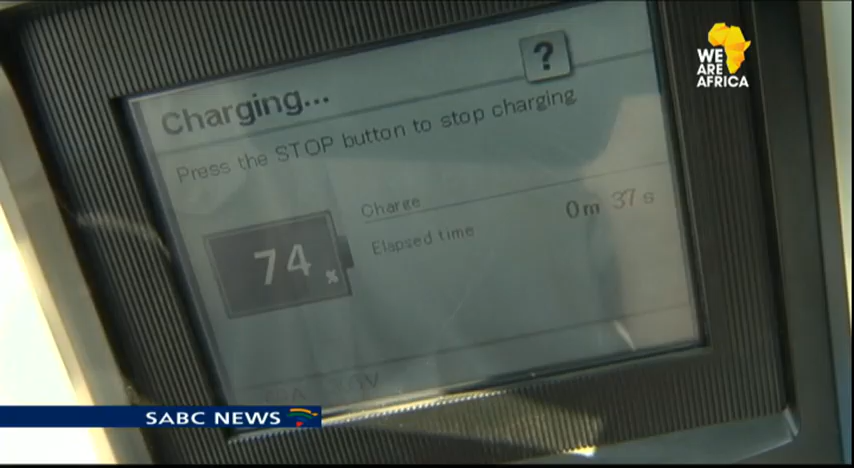 WE
ARE
AFRICA
?
Charging...
Press the STOP button to stop charging
Charge
Elapsed time 0m 37s
74 %
SABC NEWS